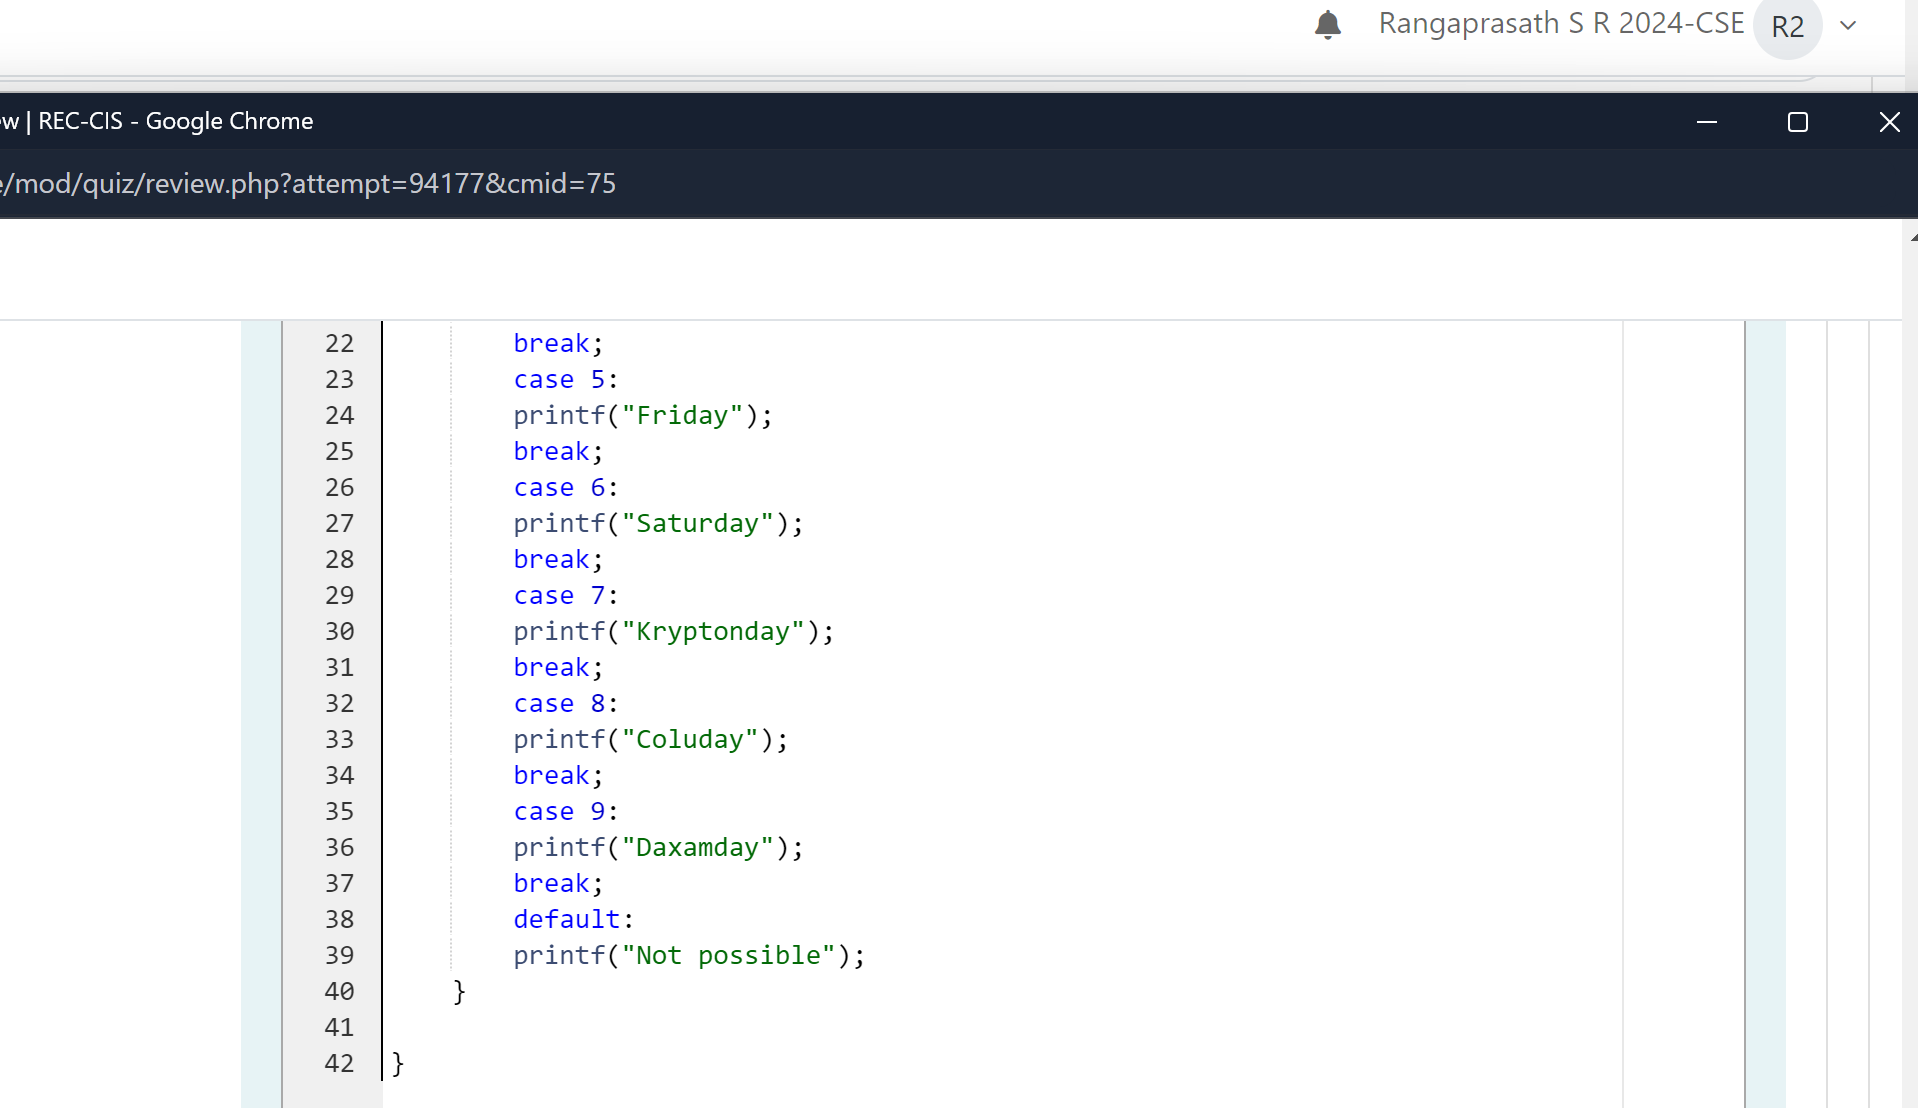 Rangaprasath S R 2024-CSE R2
w | REC-CIS - Google Chrome
/mod/quiz/review.php?attempt=94177&cmid=75
22 break;
23 case 5:
24 printf("Friday");
25 break;
26 case 6:
27 printf("Saturday");
28 break;
29 case 7:
30 printf("Kryptonday");
31 break;
32 case 8:
33 printf("Coluday");
34 break;
35 case 9:
36 printf("Daxamday");
37 break;
38 default:
39 printf("Not possible");
40 }
41
42 }